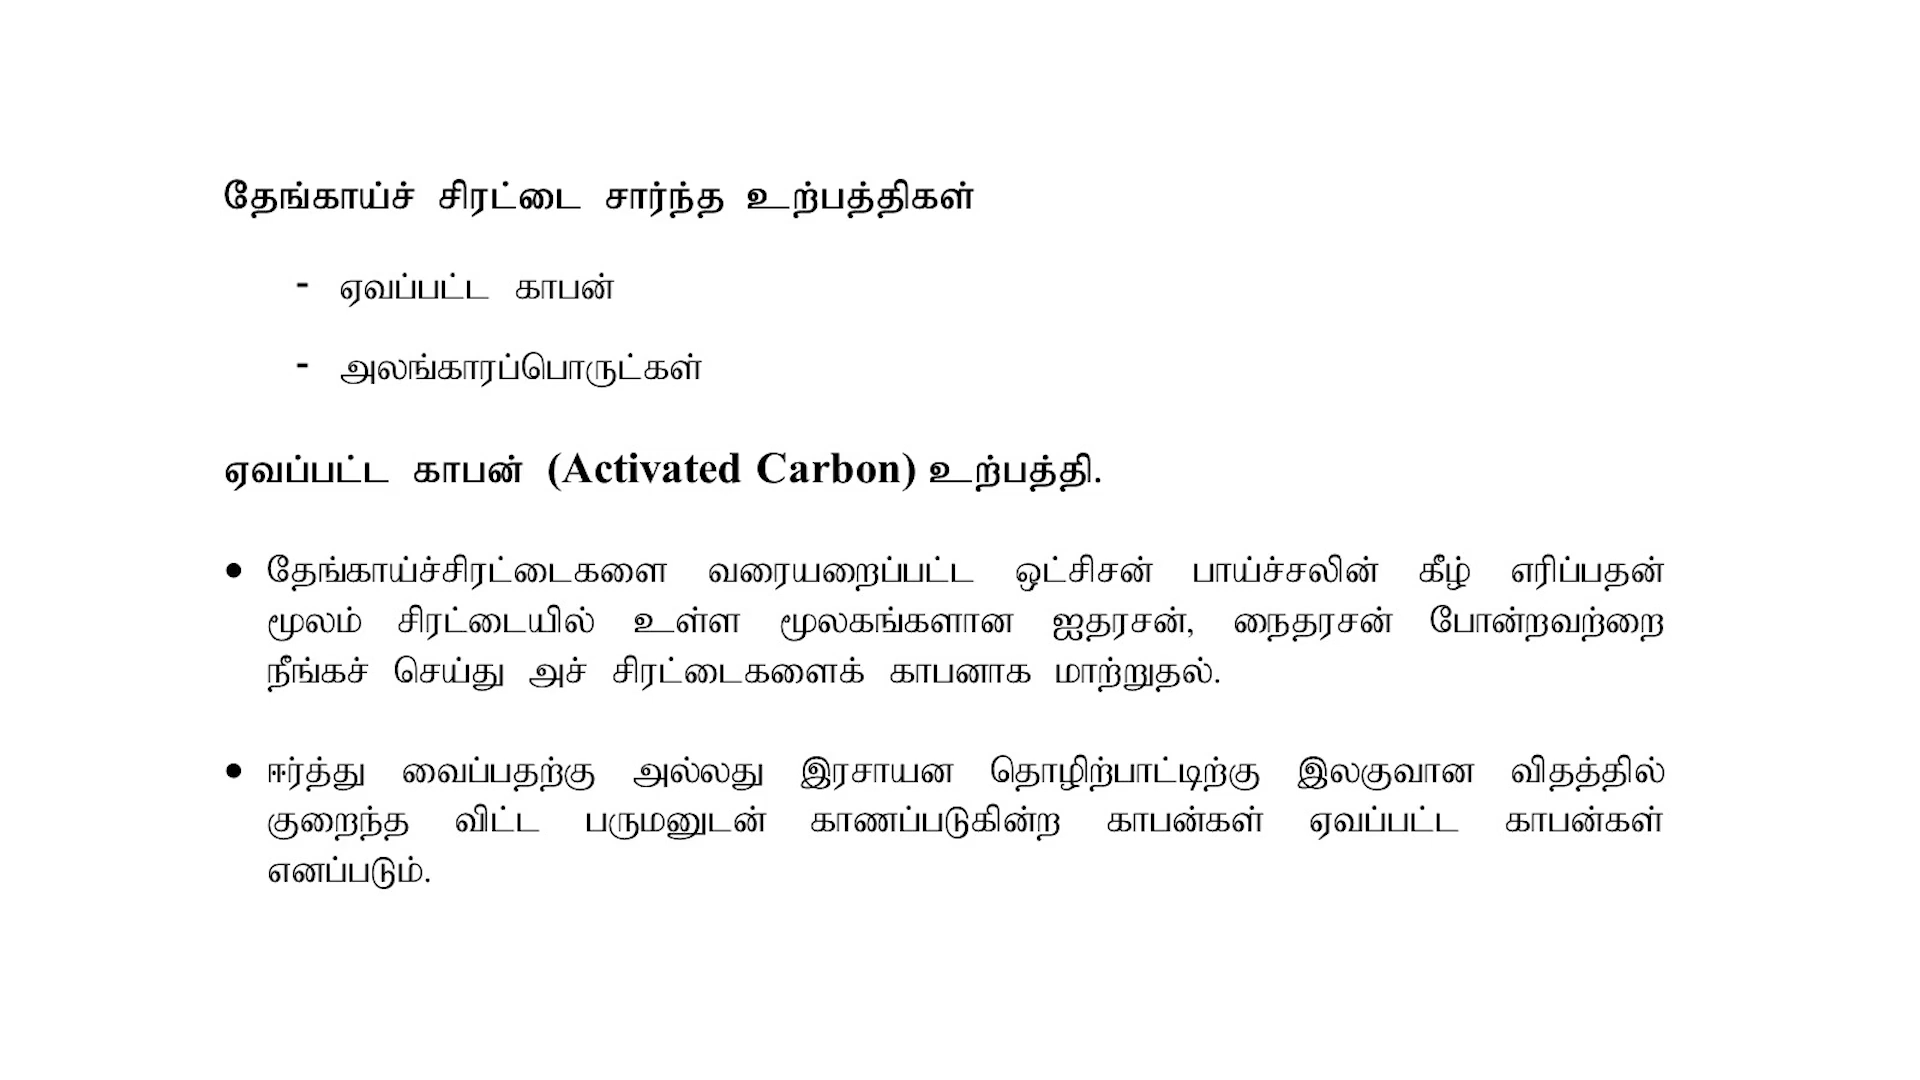 தேங்காய்ச் சிரட்டை சார்ந்த உற்பத்திகள்
- ஏவப்பட்ட காபன்
- அலங்காரப்பொருட்கள்
ஏவப்பட்ட காபன் (Activated Carbon) உற்பத்தி.
• தேங்காய்ச்சிரட்டைகளை வரையறைப்பட்ட ஒட்சிசன் பாய்ச்சலின் கீழ் எரிப்பதன்
மூலம் சிரட்டையில் உள்ள மூலகங்களான ஐதரசன், நைதரசன் போன்றவற்றை
நீங்கச் செய்து அச் சிரட்டைகளைக் காபனாக மாற்றுதல்.
• ஈர்த்து வைப்பதற்கு அல்லது இரசாயன தொழிற்பாட்டிற்கு இலகுவான விதத்தில்
குறைந்த விட்ட பருமனுடன் காணப்படுகின்ற காபன்கள் ஏவப்பட்ட காபன்கள்
எனப்படும்.